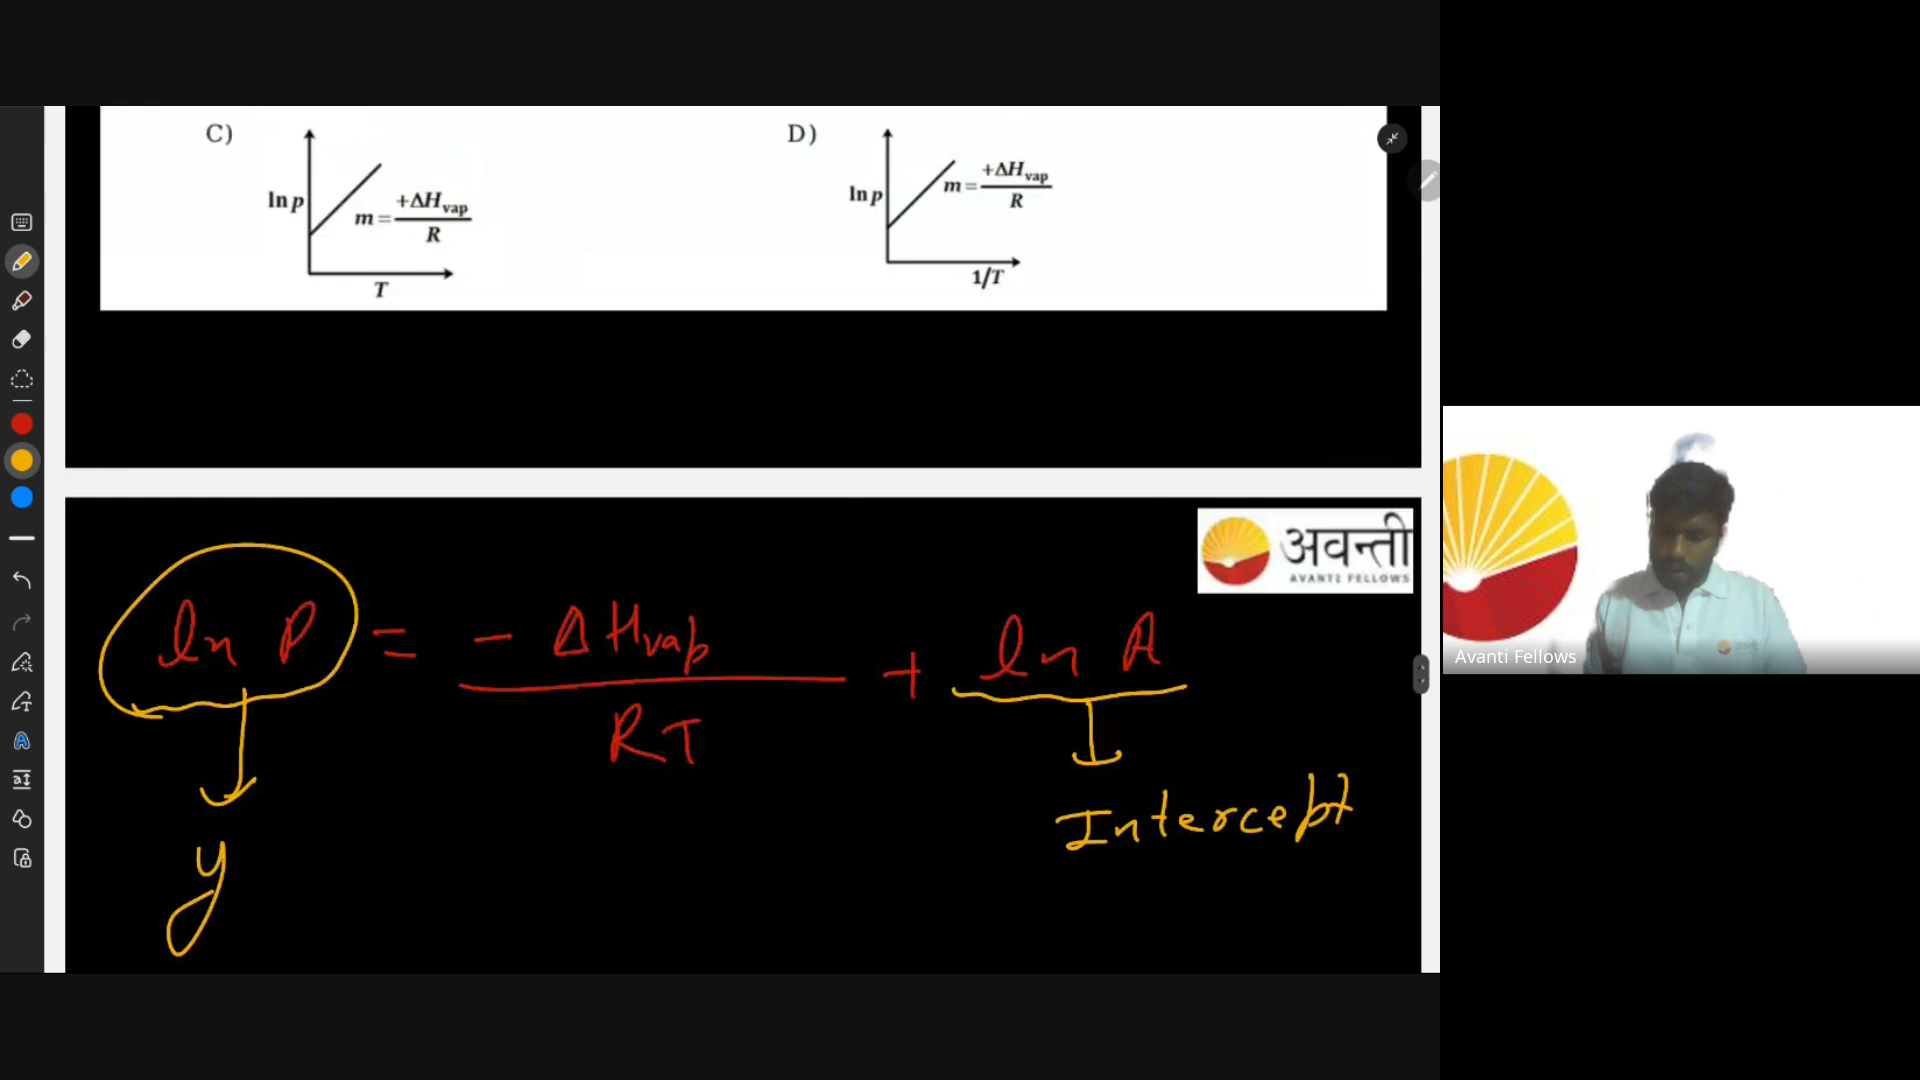 C)
ln p
m = +ΔHvap / R
T
D)
ln p
m = +ΔHvap / R
1/T
अवन्ती
AVANTI FELLOWS
ln P = - ΔHvap / RT + ln A
Intercept
y
Avanti Fellows